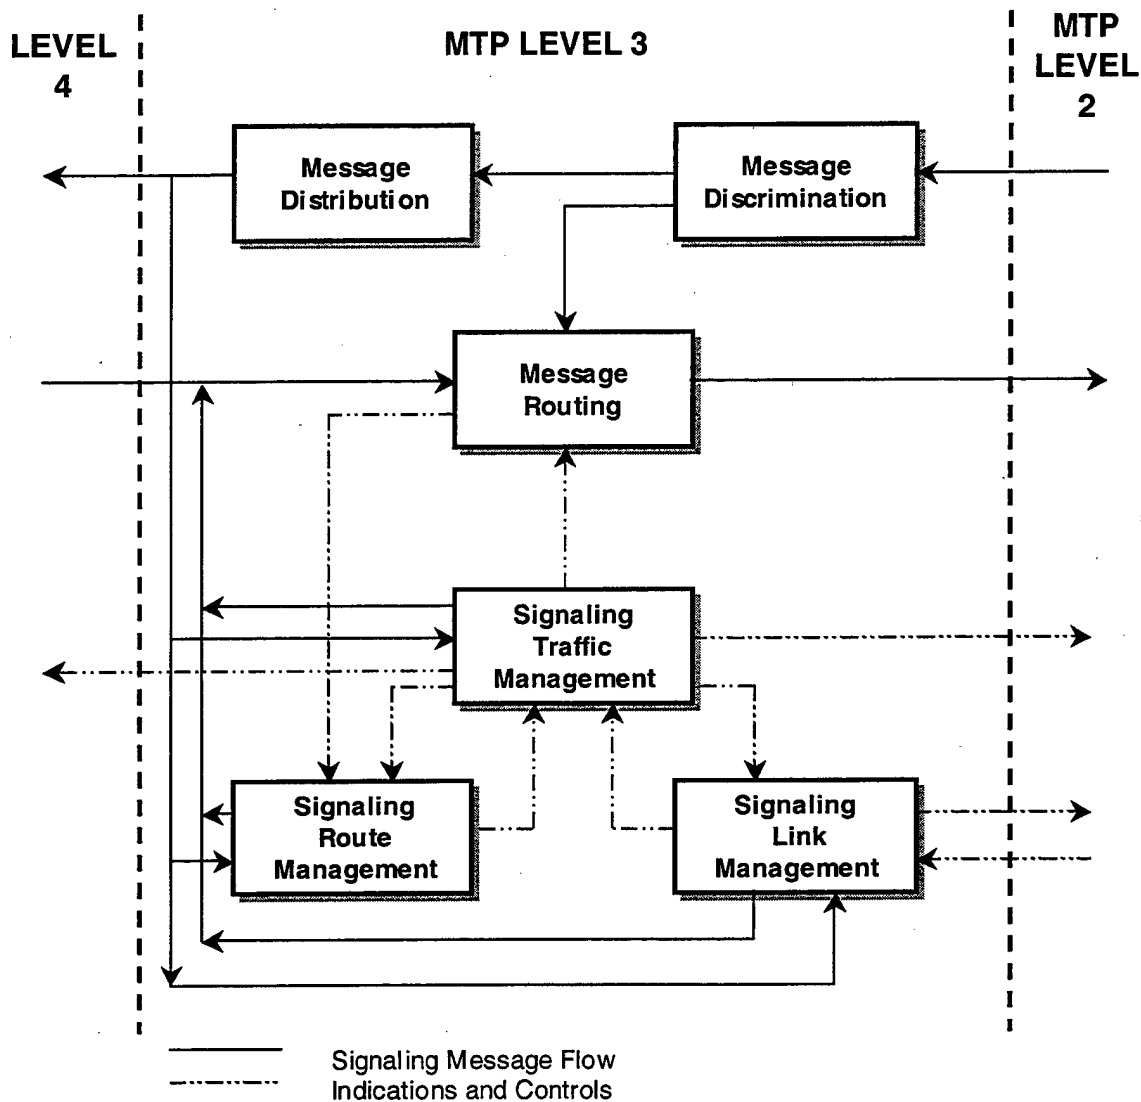 LEVEL
4
MTP LEVEL 3
MTP
LEVEL
2
Message
Distribution
Message
Discrimination
Message
Routing
Signaling
Traffic
Management
Signaling
Route
Management
Signaling
Link
Management
Signaling Message Flow
Indications and Controls